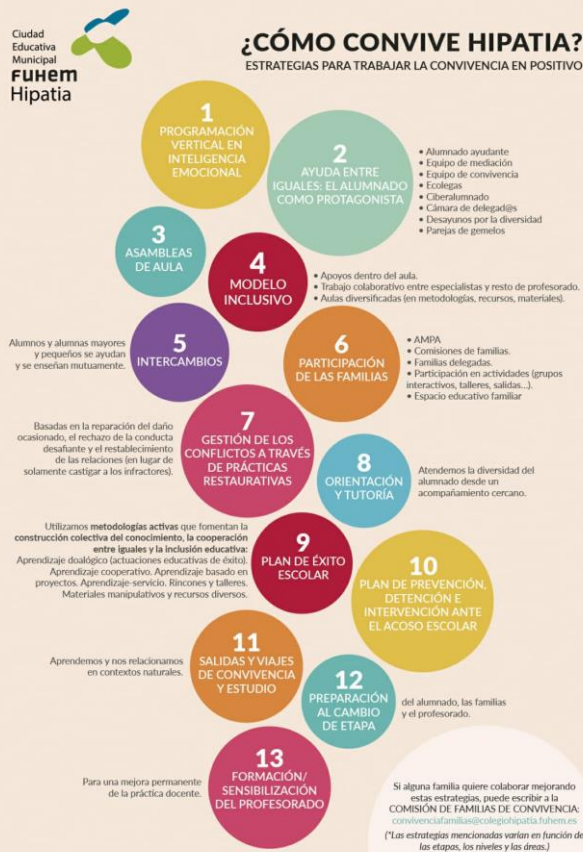 Ciudad
Educativa
Municipal
FUHEM
Hipatia
¿CÓMO CONVIVE HIPATIA?
ESTRATEGIAS PARA TRABAJAR LA CONVIVENCIA EN POSITIVO
1
PROGRAMACIÓN
VERTICAL EN
INTELIGENCIA
EMOCIONAL
2
AYUDA ENTRE
IGUALES: EL ALUMNADO
COMO PROTAGONISTA
• Alumnado ayudante
• Equipo de mediación
• Equipo de convivencia
• Ecolegas
• Ciberalumnado
• Cámara de delegad@s
• Desayunos por la diversidad
• Parejas de gemelos
3
ASAMBLEAS
DE AULA
4
MODELO
INCLUSIVO
• Apoyos dentro del aula.
• Trabajo colaborativo entre especialistas y resto de profesorado.
• Aulas diversificadas (en metodologías, recursos, materiales).
5
INTERCAMBIOS
Alumnos y alumnas mayores
y pequeños se ayudan
y se enseñan mutuamente.
6
PARTICIPACIÓN
DE LAS FAMILIAS
• AMPA
• Comisiones de familias.
• Familias delegadas.
• Participación en actividades (grupos
interactivos, talleres, salidas...).
• Espacio educativo familiar
7
GESTIÓN DE LOS
CONFLICTOS A TRAVÉS
DE PRÁCTICAS
RESTAURATIVAS
Basadas en la reparación del daño
ocasionado, el rechazo de la conducta
desafiante y el restablecimiento
de las relaciones (en lugar de
solamente castigar a los infractores).
8
ORIENTACIÓN
Y TUTORÍA
Atendemos la diversidad del
alumnado desde un
acompañamiento cercano.
Utilizamos metodologías activas que fomentan la
construcción colectiva del conocimiento, la cooperación
entre iguales y la inclusión educativa:
Aprendizaje doalógico (actuaciones educativas de éxito).
Aprendizaje cooperativo. Aprendizaje basado en
proyectos. Aprendizaje-servicio. Rincones y talleres.
Materiales manipulativos y recursos diversos.
9
PLAN DE ÉXITO
ESCOLAR
10
PLAN DE PREVENCIÓN,
DETENCIÓN E
INTERVENCIÓN ANTE
EL ACOSO ESCOLAR
11
SALIDAS Y VIAJES
DE CONVIVENCIA
Y ESTUDIO
Aprendemos y nos relacionamos
en contextos naturales.
12
PREPARACIÓN
AL CAMBIO
DE ETAPA
del alumnado, las familias
y el profesorado.
13
FORMACIÓN/
SENSIBILIZACIÓN
DEL PROFESORADO
Para una mejora permanente
de la práctica docente.
Si alguna familia quiere colaborar mejorando
estas estrategias, puede escribir a la
COMISIÓN DE FAMILIAS DE CONVIVENCIA:
convivenciafamilias@colegiohipatia.fuhem.es
(*Las estrategias mencionadas varían en función de
las etapas, los niveles y las áreas.)